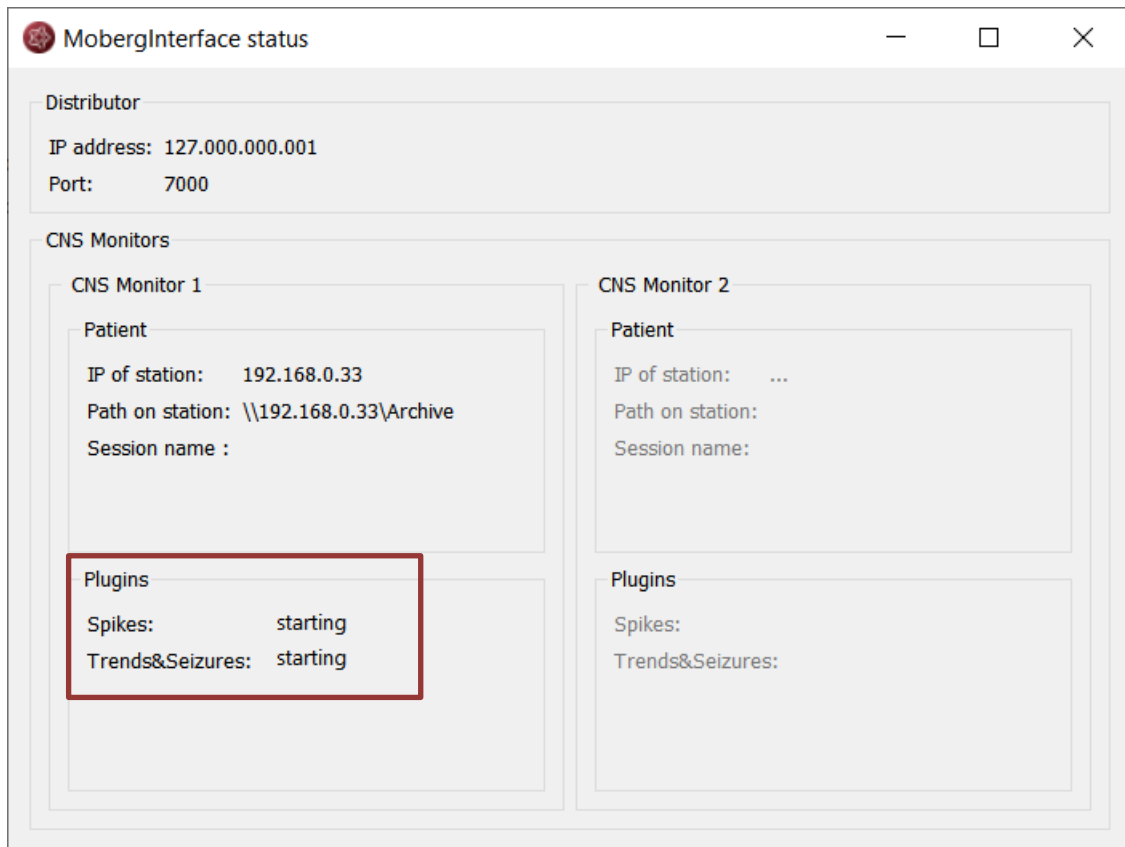 MobergInterface status
Distributor
IP address: 127.000.000.001
Port: 7000
CNS Monitors
CNS Monitor 1
Patient
IP of station: 192.168.0.33
Path on station: \\192.168.0.33\Archive
Session name :
Plugins
Spikes: starting
Trends&Seizures: starting
CNS Monitor 2
Patient
IP of station: ...
Path on station:
Session name:
Plugins
Spikes:
Trends&Seizures: